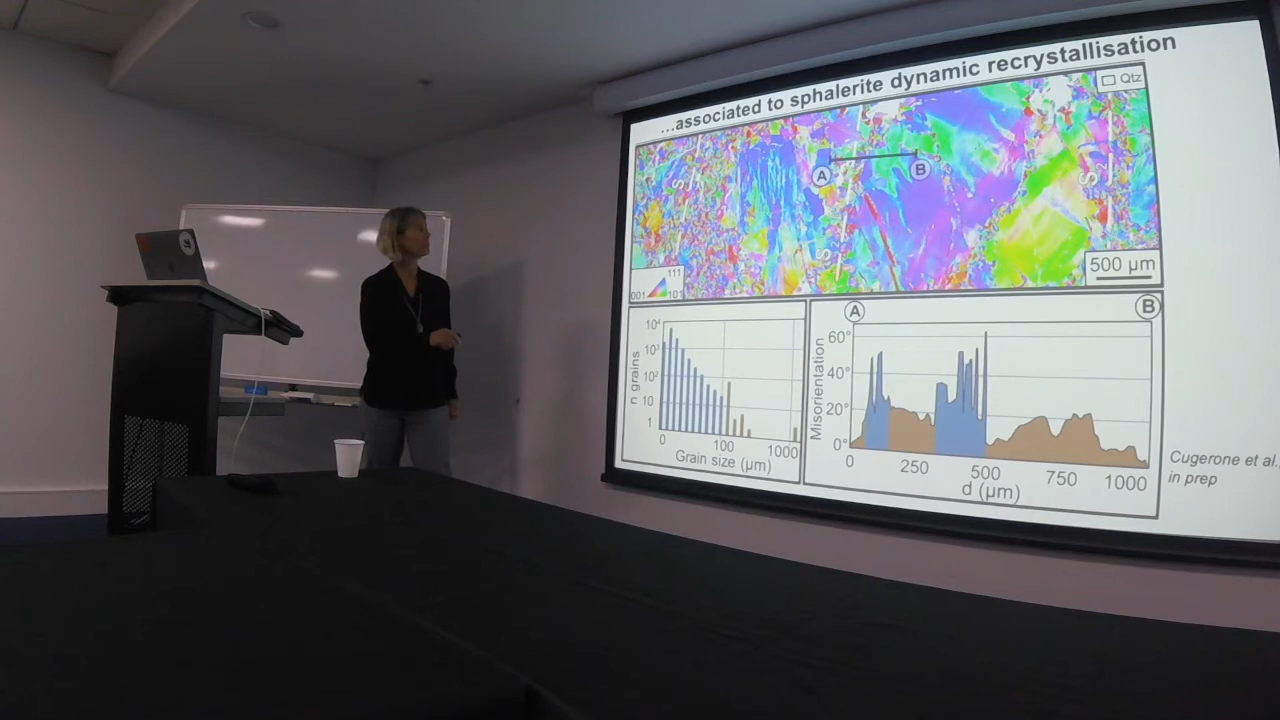 ...associated to sphalerite dynamic recrystallisation
Qtz
A
B
S
S
S2
500 µm
111
001
101
A
B
n grains
10⁴
10³
10²
10
1
0
100
1000
Grain size (µm)
Misorientation
60°
40°
20°
0°
0
250
500
750
1000
d (µm)
Cugerone et al.,
in prep